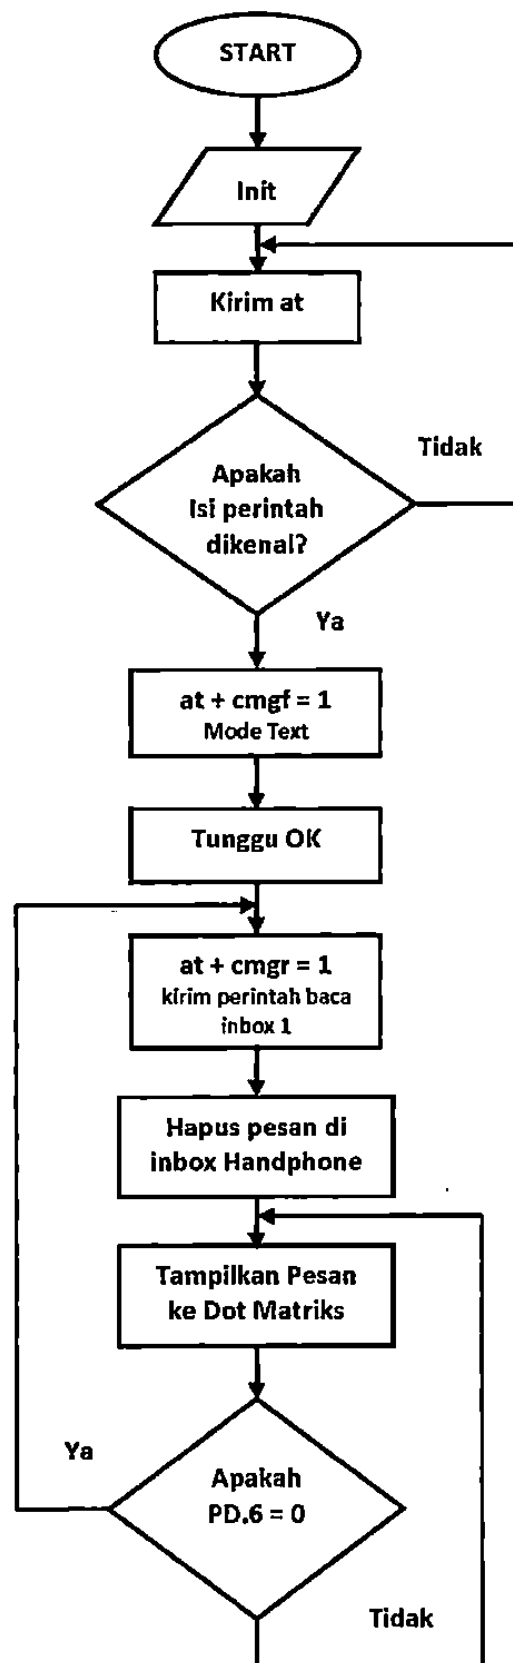 START
Init
Kirim at
Tidak
Apakah
Isi perintah
dikenal?
Ya
at + cmgf = 1
Mode Text
Tunggu OK
at + cmgr = 1
kirim perintah baca
inbox 1
Hapus pesan di
inbox Handphone
Tampilkan Pesan
ke Dot Matriks
Ya
Apakah
PD.6 = 0
Tidak